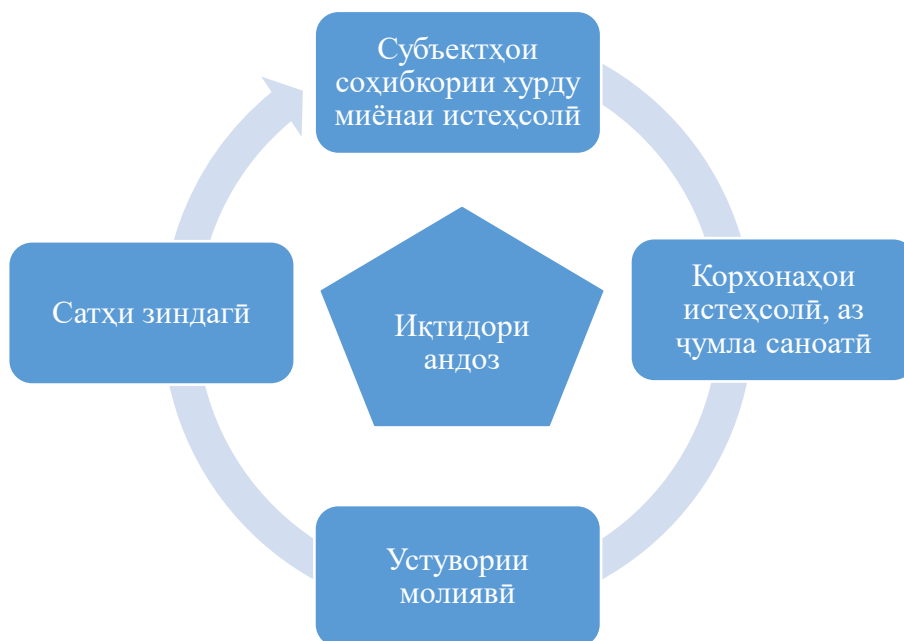 Субъектҳои
соҳибкории хурду
миёнаи истеҳсолӣ
Корхонаҳои
истеҳсолӣ, аз
ҷумла саноатӣ
Сатҳи зиндагӣ
Иқтидори
андоз
Устувории
молиявӣ